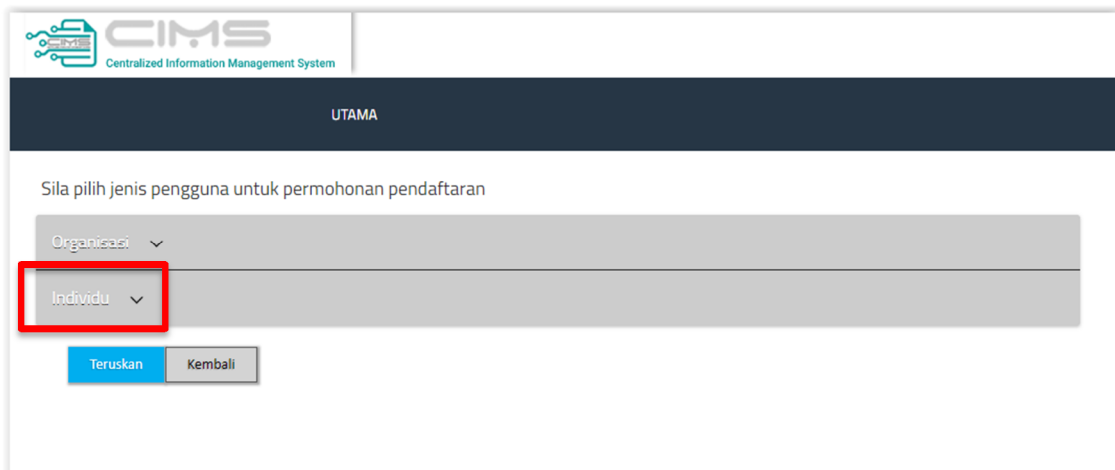 CIMS
CIMS
Centralized Information Management System
UTAMA
Sila pilih jenis pengguna untuk permohonan pendaftaran
Organisasi
Individu
Teruskan
Kembali